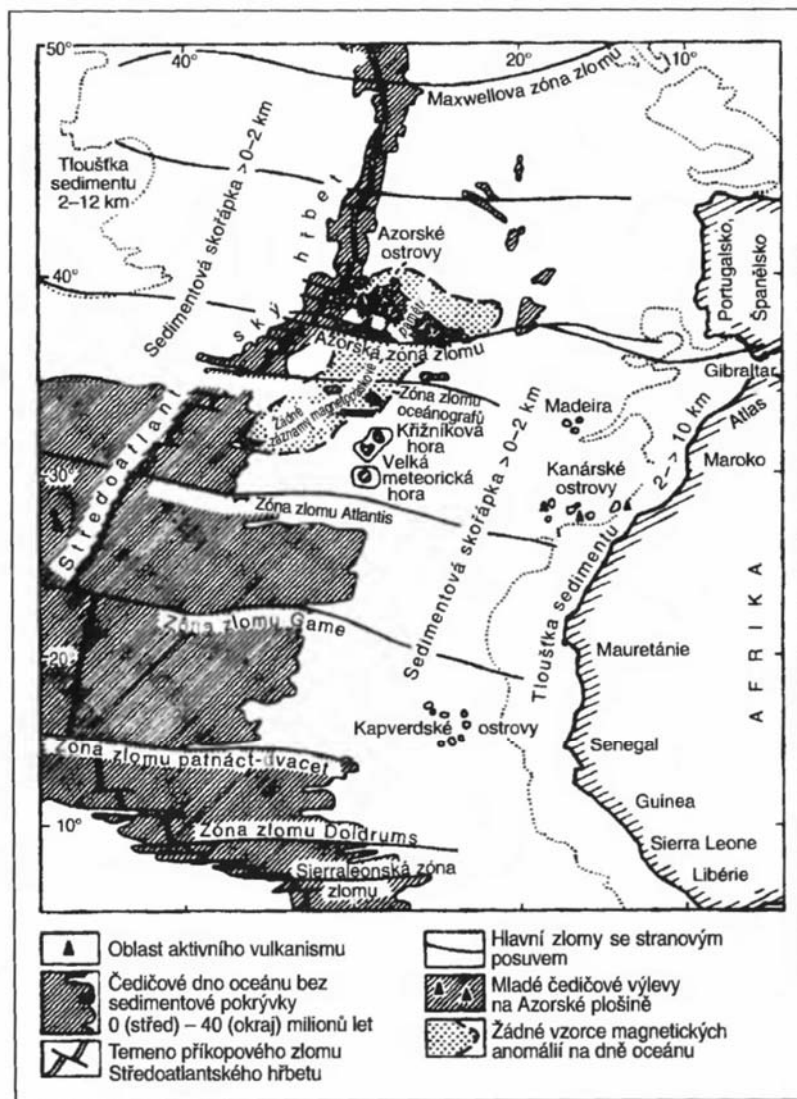 50°
40°
20°
10°
Maxwellova zóna zlomu
Tloušťka
sedimentu
2–12 km
Sedimentová skořápka > 0–2 km
Středoatlant
ský hřbet
Azorské
ostrovy
Portugalsko,
Španělsko
40°
Azorská zóna zlomu
Gibraltar
Zóna zlomu
oceánografů
Žádné
záznamy magnetopáskové
paměti
Křižníková
hora
Velká
meteorická
hora
Madeira
Atlas
Maroko
30°
Kanárské
ostrovy
Zóna zlomu Atlantis
Sedimentová skořápka > 0–2 km
Tloušťka sedimentu 2–>10 km
AFRIKA
Zóna zlomu Game
20°
Mauretánie
Kapverdské ostrovy
Senegal
Zóna zlomu patnáct-dvacet
Guinea
10°
Zóna zlomu Doldrums
Sierra Leone
Sierraleonská zóna
zlomu
Libérie
Oblast aktivního vulkanismu
Čedičové dno oceánu bez
sedimentové pokrývky
0 (střed) – 40 (okraj) milionů let
Temeno příkopového zlomu
Středoatlantského hřbetu
Hlavní zlomy se stranovým
posuvem
Mladé čedičové výlevy
na Azorské plošině
Žádné vzorce magnetických
anomálií na dně oceánu